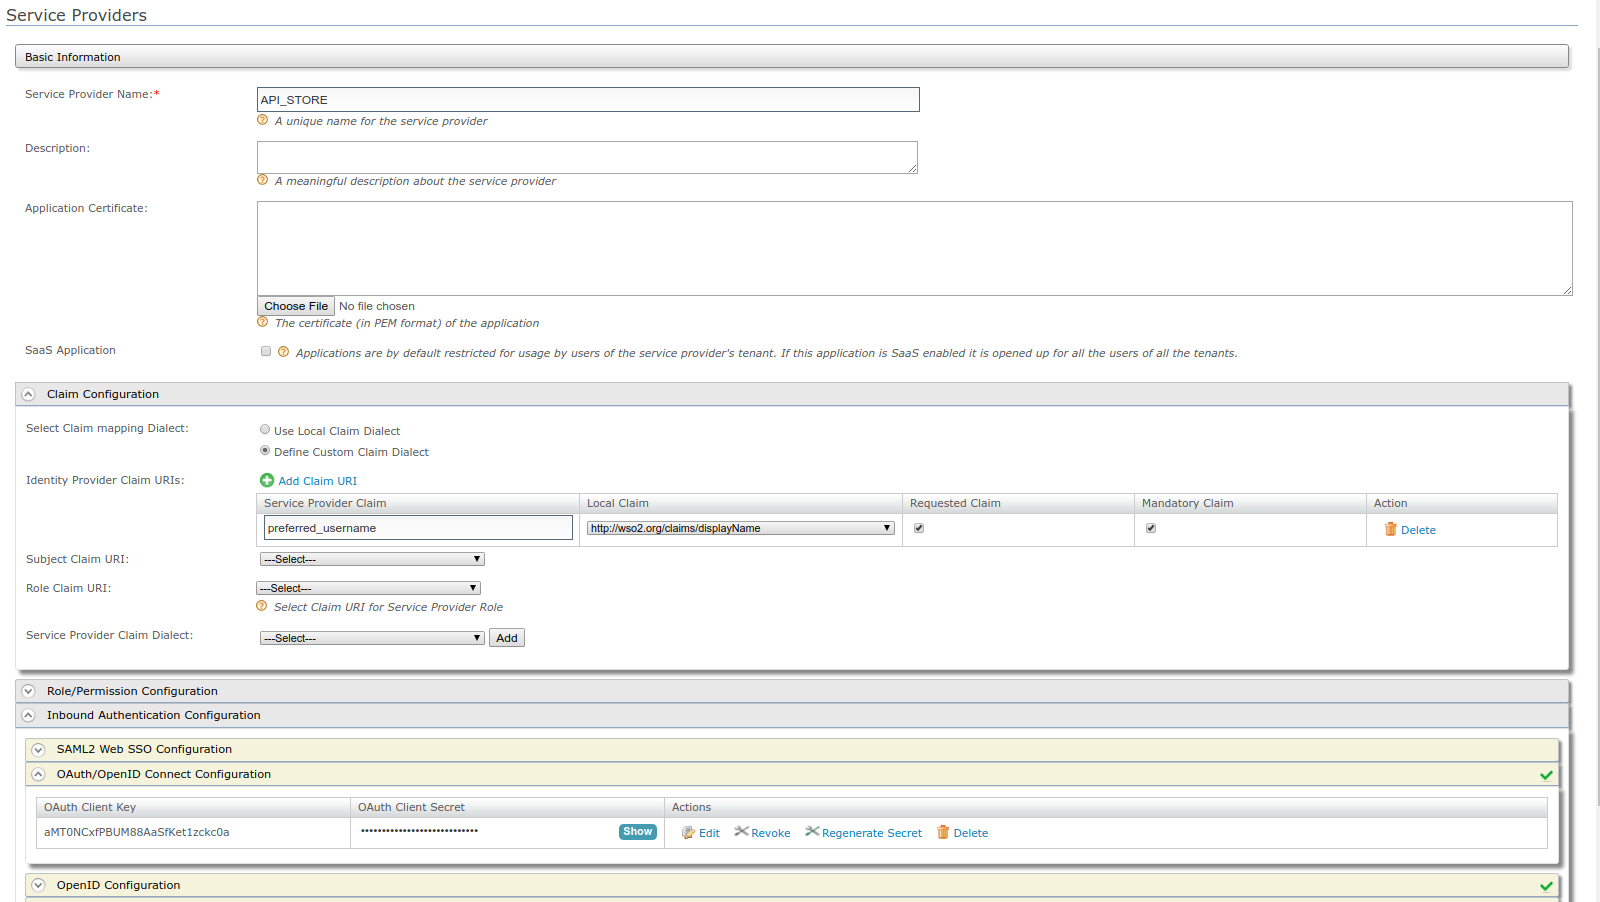 Service Providers
Basic Information
Service Provider Name:*
API_STORE
A unique name for the service provider
Description:
A meaningful description about the service provider
Application Certificate:
Choose File No file chosen
The certificate (in PEM format) of the application
SaaS Application
Applications are by default restricted for usage by users of the service provider's tenant. If this application is SaaS enabled it is opened up for all the users of all the tenants.
Claim Configuration
Select Claim mapping Dialect:
Use Local Claim Dialect
Define Custom Claim Dialect
Identity Provider Claim URIs:
Add Claim URI
Service Provider Claim Local Claim Requested Claim Mandatory Claim Action
preferred_username http://wso2.org/claims/displayName Delete
Subject Claim URI: ---Select---
Role Claim URI: ---Select---
Select Claim URI for Service Provider Role
Service Provider Claim Dialect: ---Select--- Add
Role/Permission Configuration
Inbound Authentication Configuration
SAML2 Web SSO Configuration
OAuth/OpenID Connect Configuration
OAuth Client Key OAuth Client Secret Actions
aMT0NCxfPBUM88AaSfKet1zckc0a •••••••••••••••••••••••••••• Show Edit Revoke Regenerate Secret Delete
OpenID Configuration